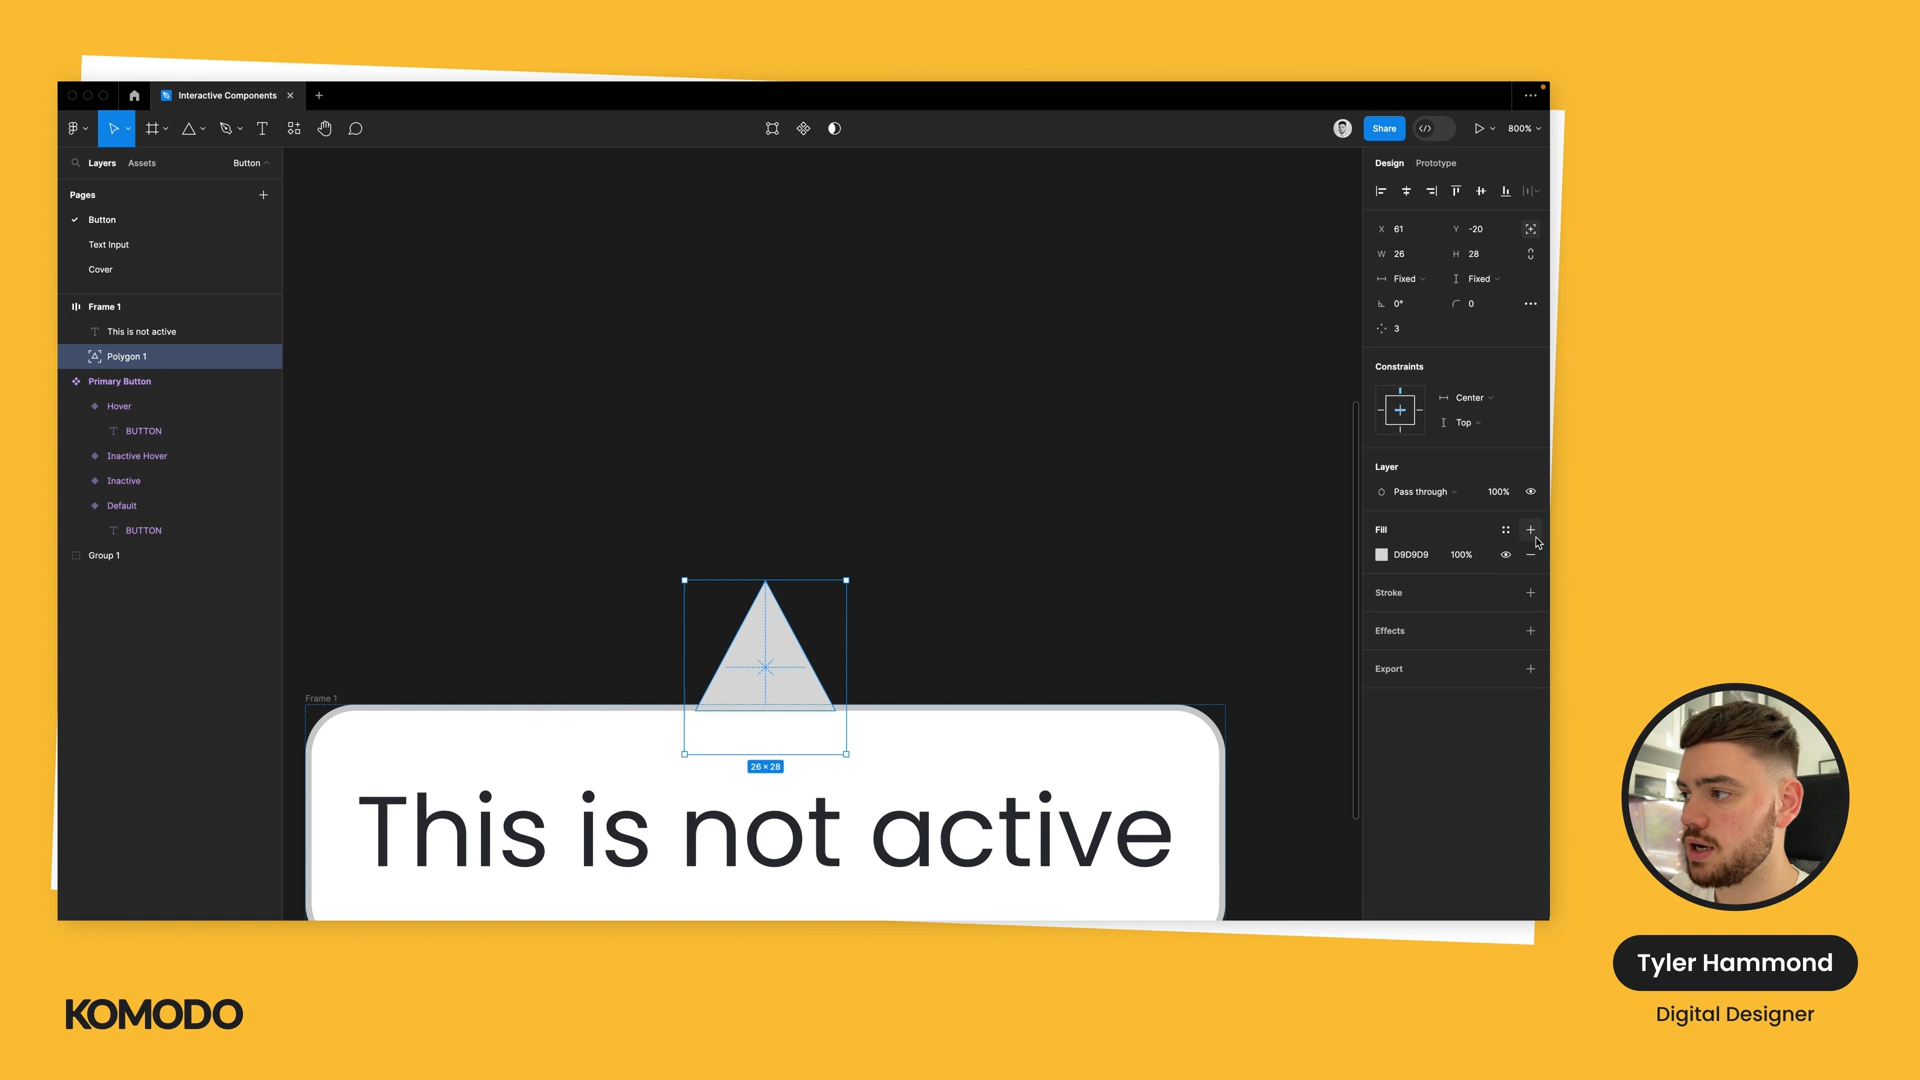 Interactive Components
Share
800%
Layers
Assets
Button
Pages
Button
Text Input
Cover
Frame 1
This is not active
Polygon 1
Primary Button
Hover
BUTTON
Inactive Hover
Inactive
Default
BUTTON
Group 1
Frame 1
26 × 28
This is not active
Design
Prototype
X 61
Y -20
W 26
H 28
Fixed
Fixed
0°
0
3
Constraints
Center
Top
Layer
Pass through
100%
Fill
D9D9D9
100%
Stroke
Effects
Export
Tyler Hammond
Digital Designer
KOMODO